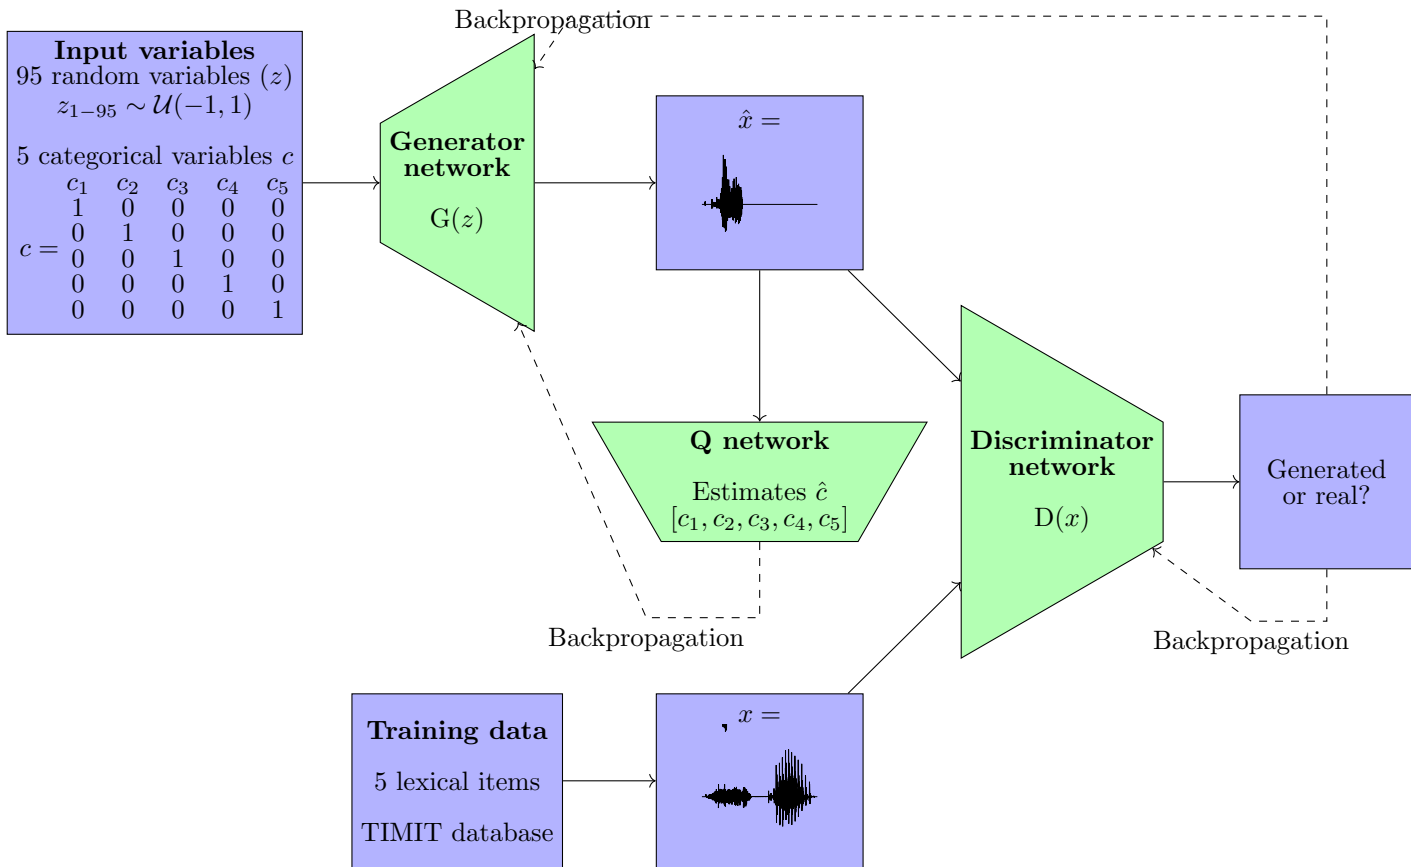 Backpropagation
Input variables
95 random variables (z)
z₁₋₉₅ ∼ 𝒰(−1, 1)
5 categorical variables c
c₁ c₂ c₃ c₄ c₅
1 0 0 0 0
0 1 0 0 0
c =
0 0 1 0 0
0 0 0 1 0
0 0 0 0 1
Generator
network
G(z)
x̂ =
Q network
Estimates ĉ
[c₁, c₂, c₃, c₄, c₅]
Backpropagation
Discriminator
network
D(x)
Generated
or real?
Backpropagation
Training data
5 lexical items
TIMIT database
x =